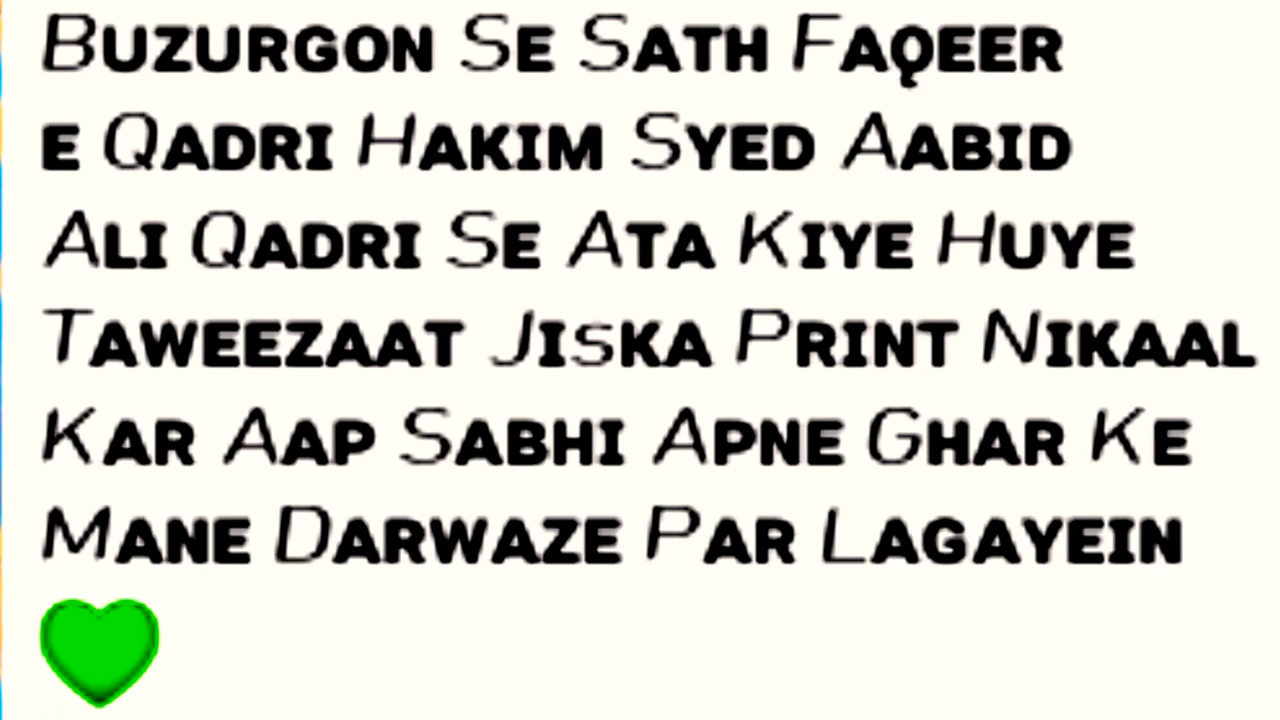 Buzurgon Se Sath Faqeer
e Qadri Hakim Syed Aabid
Ali Qadri Se Ata Kiye Huye
Taweezaat Jiska Print Nikaal
Kar Aap Sabhi Apne Ghar Ke
Mane Darwaze Par Lagayein
💚